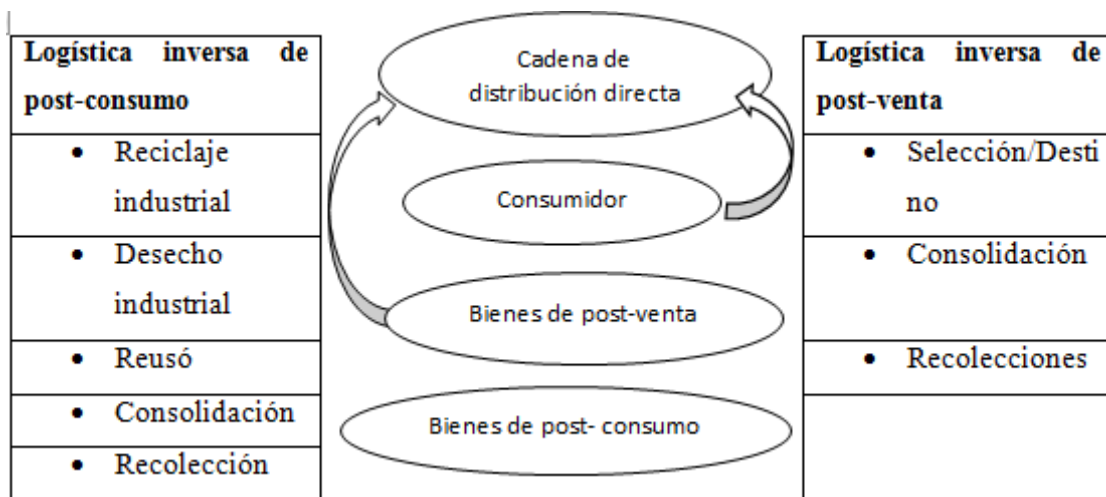 Logística inversa de
post-consumo
• Reciclaje
industrial
• Desecho
industrial
• Reusó
• Consolidación
• Recolección
Cadena de
distribución directa
Consumidor
Bienes de post-venta
Bienes de post- consumo
Logística inversa de
post-venta
• Selección/Desti
no
• Consolidación
• Recolecciones